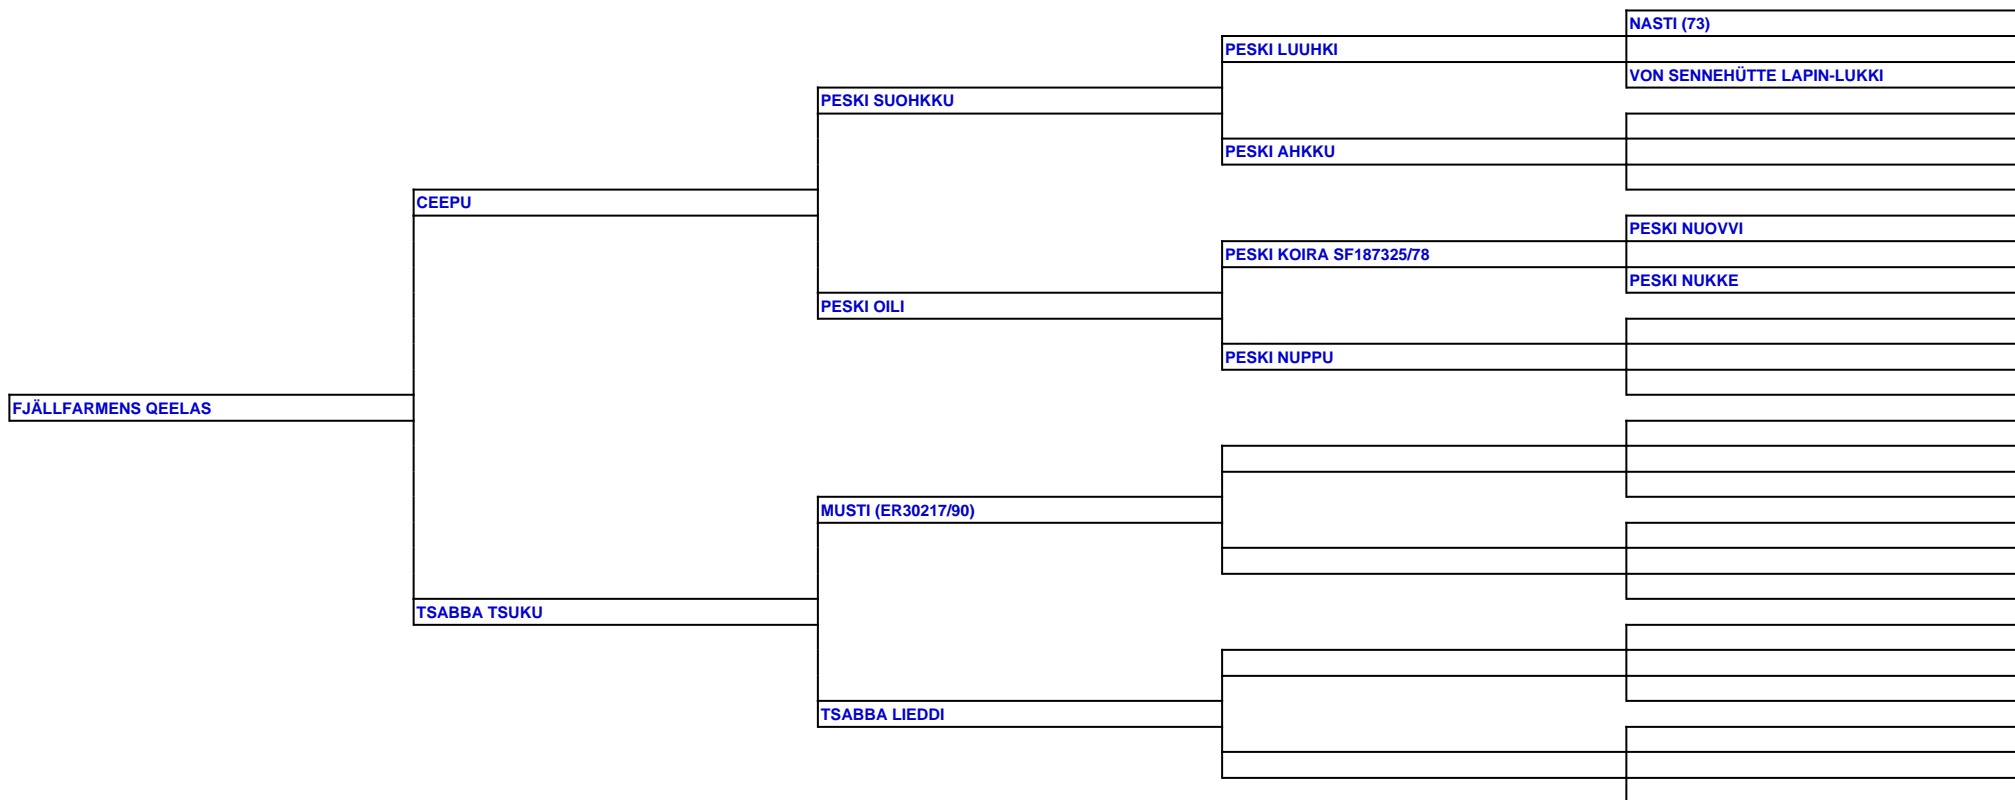 NASTI (73)
PESKI LUUHKI
VON SENNEHÜTTE LAPIN-LUKKI
PESKI SUOHKKU
PESKI AHKKU
CEEPU
PESKI NUOVVI
PESKI KOIRA SF187325/78
PESKI NUKKE
PESKI OILI
PESKI NUPPU
FJÄLLFARMENS QEELAS
MUSTI (ER30217/90)
TSABBA TSUKU
TSABBA LIEDDI